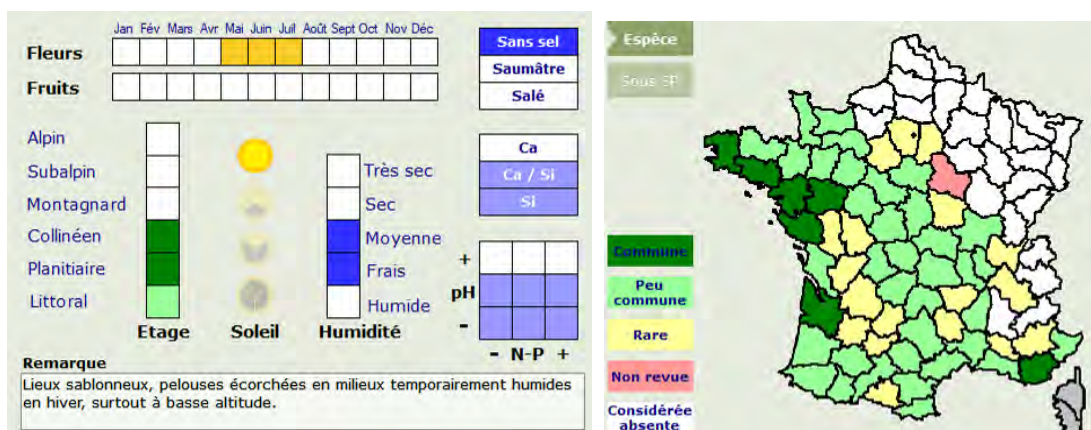 Jan Fév Mars Avr Mai Juin Juil Août Sept Oct Nov Déc
Fleurs
Fruits
Sans sel
Saumâtre
Salé
Alpin
Subalpin
Montagnard
Collinéen
Planitiaire
Littoral
Etage
Soleil
Très sec
Sec
Moyenne
Frais
Humide
Humidité
Ca
Ca / Si
Si
+
pH
-
- N-P +
Remarque
Lieux sablonneux, pelouses écorchées en milieux temporairement humides
en hiver, surtout à basse altitude.
Espèce
Sous SP
Commune
Peu
commune
Rare
Non revue
Considérée
absente